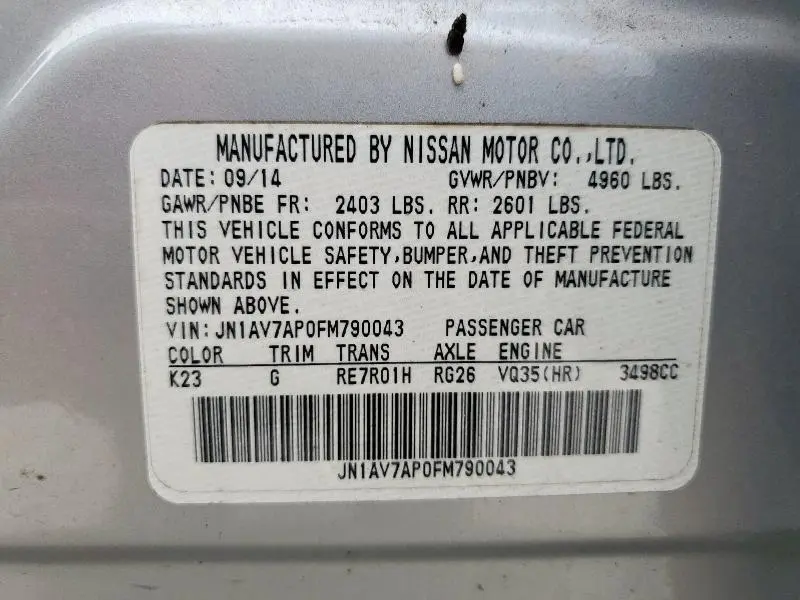 MANUFACTURED BY NISSAN MOTOR CO.,LTD.
DATE: 09/14 GVWR/PNBV: 4960 LBS.
GAWR/PNBE FR: 2403 LBS. RR: 2601 LBS.
THIS VEHICLE CONFORMS TO ALL APPLICABLE FEDERAL
MOTOR VEHICLE SAFETY,BUMPER,AND THEFT PREVENTION
STANDARDS IN EFFECT ON THE DATE OF MANUFACTURE
SHOWN ABOVE.
VIN:JN1AV7AP0FM790043 PASSENGER CAR
COLOR TRIM TRANS AXLE ENGINE
K23 G RE7R01H RG26 VQ35(HR) 3498CC
JN1AV7AP0FM790043